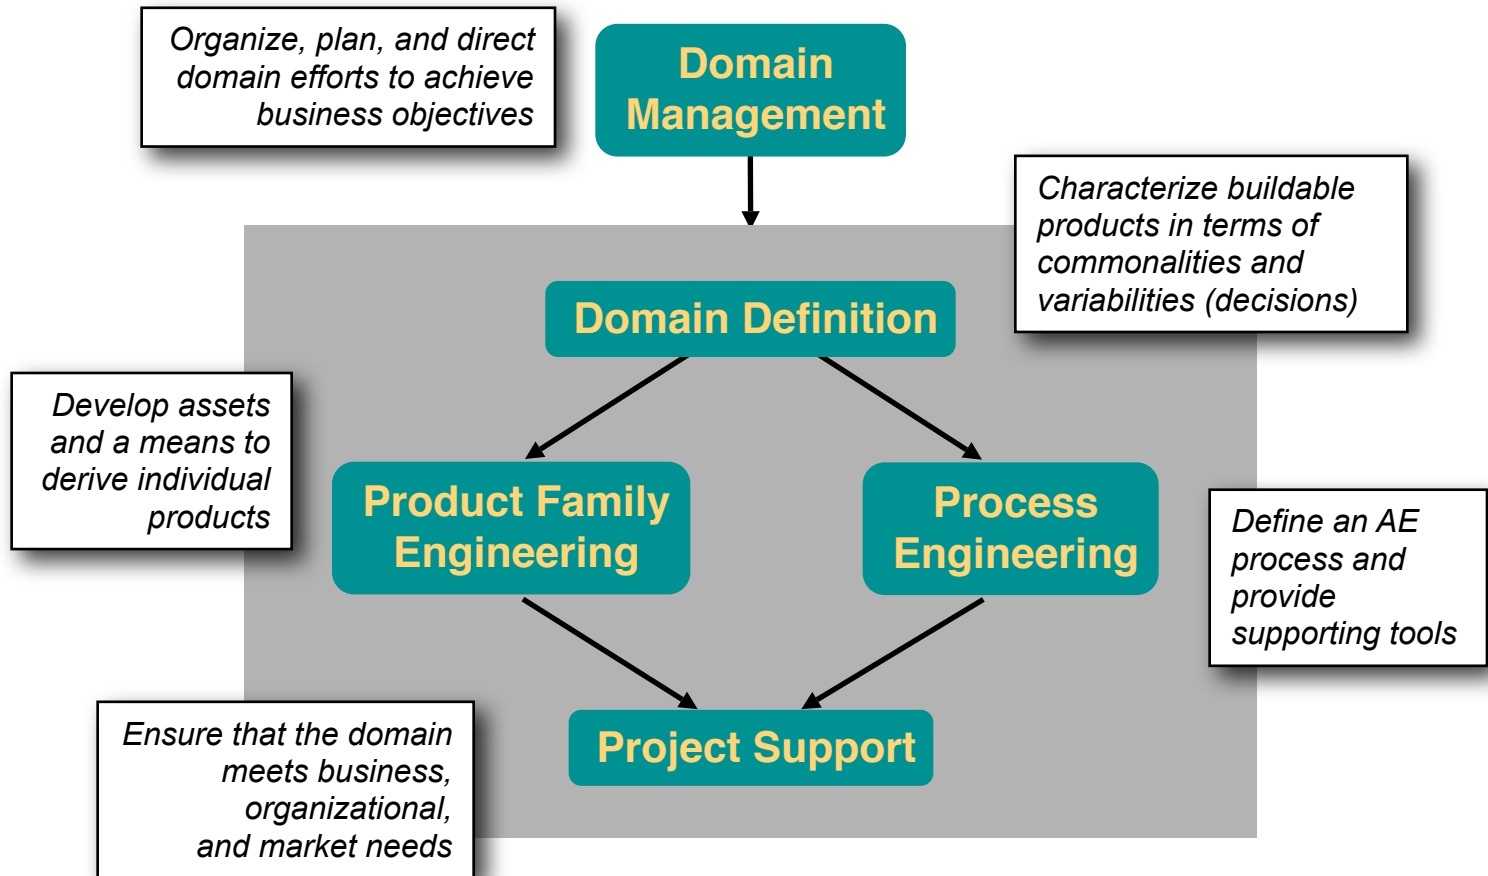 Organize, plan, and direct
domain efforts to achieve
business objectives
Domain
Management
Characterize buildable
products in terms of
commonalities and
variabilities (decisions)
Domain Definition
Develop assets
and a means to
derive individual
products
Product Family
Engineering
Process
Engineering
Define an AE
process and
provide
supporting tools
Ensure that the domain
meets business,
organizational,
and market needs
Project Support